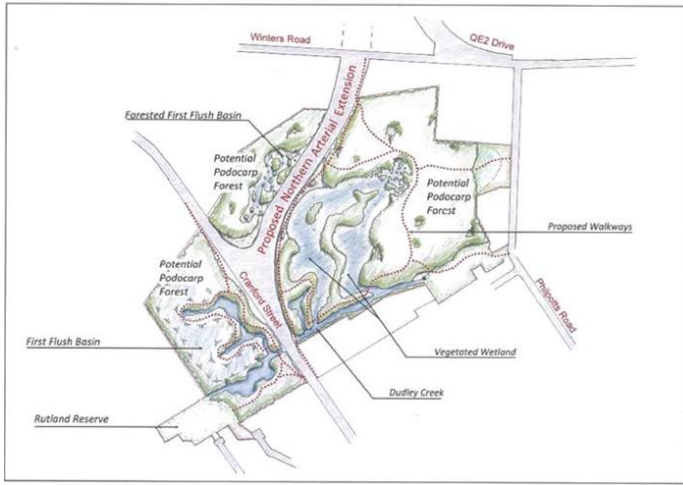 Winters Road
QE2 Drive
Forested First Flush Basin
Proposed Northern Arterial Extension
Potential
Podocarp
Forest
Potential
Podocarp
Forest
Proposed Walkways
Potential
Podocarp
Forest
Cranford Street
Philpotts Road
First Flush Basin
Vegetated Wetland
Dudley Creek
Rutland Reserve